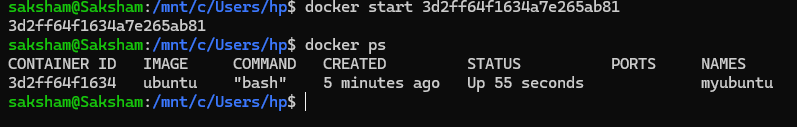 saksham@Saksham:/mnt/c/Users/hp$ docker start 3d2ff64f1634a7e265ab81
3d2ff64f1634a7e265ab81
saksham@Saksham:/mnt/c/Users/hp$ docker ps
CONTAINER ID   IMAGE     COMMAND   CREATED         STATUS          PORTS     NAMES
3d2ff64f1634   ubuntu    "bash"    5 minutes ago   Up 55 seconds             myubuntu
saksham@Saksham:/mnt/c/Users/hp$